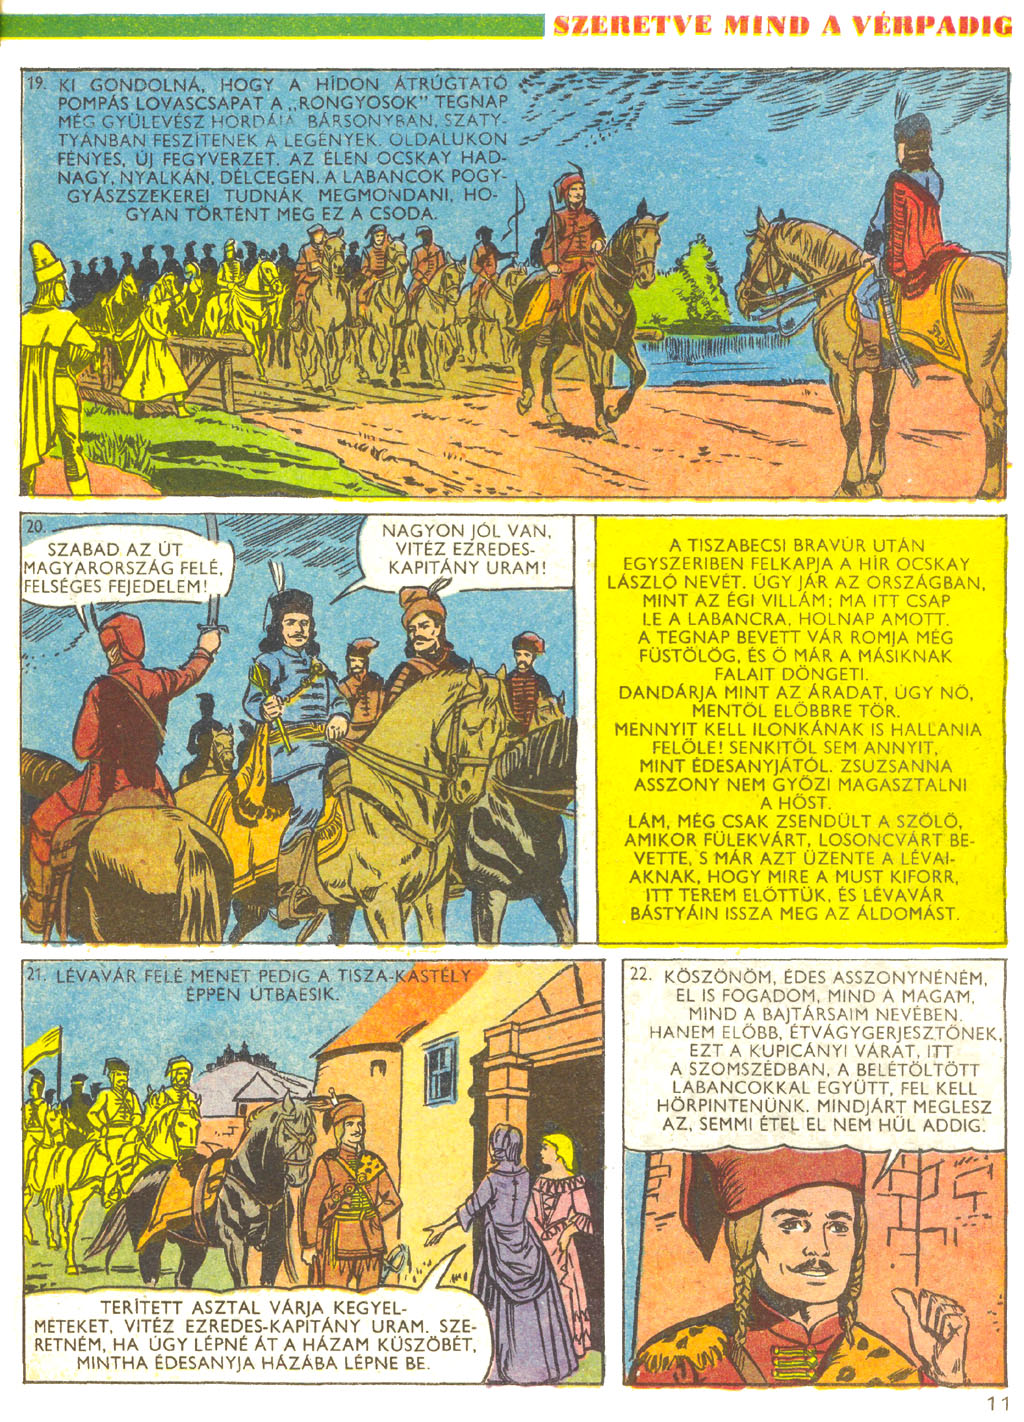 SZERETVE MIND A VÉRPADIG
19. KI GONDOLNÁ, HOGY A HÍDON ÁTRÚGTATÓ
POMPÁS LOVASCSAPAT A „RONGYOSOK” TEGNAP
MÉG GYÜLEVÉSZ HORDÁJA. BÁRSONYBAN, SZATY-
TYÁNBAN FESZÍTENEK A LEGÉNYEK. OLDALUKON
FÉNYES, ÚJ FEGYVERZET. AZ ÉLEN OCSKAY HAD-
NAGY, NYALKÁN, DÉLCEGEN. A LABANCOK POGY-
GYÁSZSZEKEREI TUDNÁK MEGMONDANI, HO-
GYAN TÖRTÉNT MEG EZ A CSODA.
20.
SZABAD AZ ÚT
MAGYARORSZÁG FELÉ,
FELSÉGES FEJEDELEM!
NAGYON JÓL VAN,
VITÉZ EZREDES-
KAPITÁNY URAM!
A TISZABECSI BRAVÚR UTÁN
EGYSZERIBEN FELKAPJA A HÍR OCSKAY
LÁSZLÓ NEVÉT. ÚGY JÁR AZ ORSZÁGBAN,
MINT AZ ÉGI VILLÁM; MA ITT CSAP
LE A LABANCRA, HOLNAP AMOTT.
A TEGNAP BEVETT VÁR ROMJA MÉG
FÜSTÖLÖG, ÉS Ő MÁR A MÁSIKNAK
FALAIT DÖNGETI.
DANDÁRJA MINT AZ ÁRADAT, ÚGY NŐ,
MENTŐL ELŐBBRE TÖR.
MENNYIT KELL ILONKÁNAK IS HALLANIA
FELŐLE! SENKITŐL SEM ANNYIT,
MINT ÉDESANYJÁTÓL. ZSUZSANNA
ASSZONY NEM GYŐZI MAGASZTALNI
A HŐST.
LÁM, MÉG CSAK ZSENDÜLT A SZŐLŐ,
AMIKOR FÜLEKVÁRT, LOSONCVÁRT BE-
VETTE, S MÁR AZT ÜZENTE A LÉVAI-
AKNAK, HOGY MIRE A MUST KIFORR,
ITT TEREM ELŐTTÜK, ÉS LÉVAVÁR
BÁSTYÁIN ISSZA MEG AZ ÁLDOMÁST.
21. LÉVAVÁR FELÉ MENET PEDIG A TISZA-KASTÉLY
ÉPPEN ÚTBAESIK.
TERÍTETT ASZTAL VÁRJA KEGYEL-
METEKET, VITÉZ EZREDES-KAPITÁNY URAM. SZE-
RETNÉM, HA ÚGY LÉPNÉ ÁT A HÁZAM KÜSZÖBÉT,
MINTHA ÉDESANYJA HÁZÁBA LÉPNE BE.
22. KÖSZÖNÖM, ÉDES ASSZONYNÉNÉM,
EL IS FOGADOM, MIND A MAGAM,
MIND A BAJTÁRSAIM NEVÉBEN.
HANEM ELŐBB, ÉTVÁGYGERJESZTŐNEK,
EZT A KUPICÁNYI VÁRAT, ITT
A SZOMSZÉDBAN, A BELÉTÖLTÖTT
LABANCOKKAL EGYÜTT, FEL KELL
HÖRPINTENÜNK. MINDJÁRT MEGLESZ
AZ, SEMMI ÉTEL EL NEM HŰL ADDIG.
11